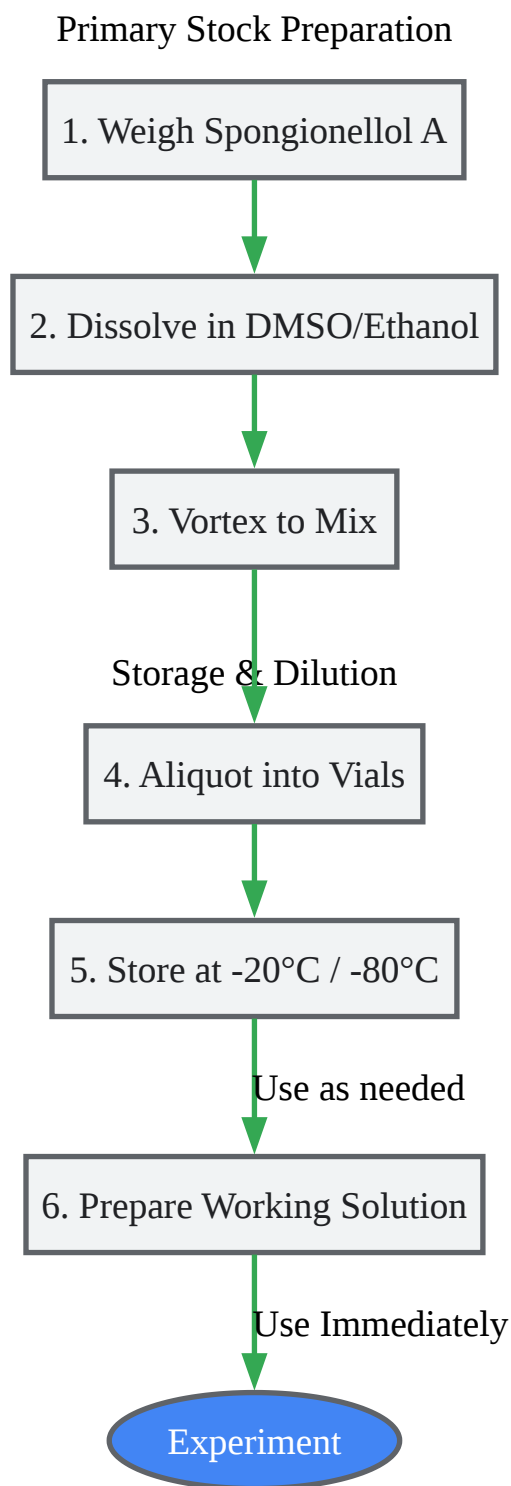 Primary Stock Preparation
1. Weigh Spongionellol A
2. Dissolve in DMSO/Ethanol
3. Vortex to Mix
Storage & Dilution
4. Aliquot into Vials
5. Store at -20°C / -80°C
Use as needed
6. Prepare Working Solution
Use Immediately
Experiment